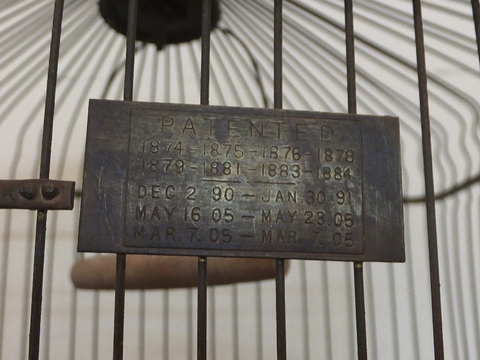 PATENTED
1874-1875-1876-1878
1879-1881-1883-1884
DEC 2 90 - JAN.30 91
MAY 16 05 - MAY 23.05
MAR. 7. 05 - MAR. 7. 05